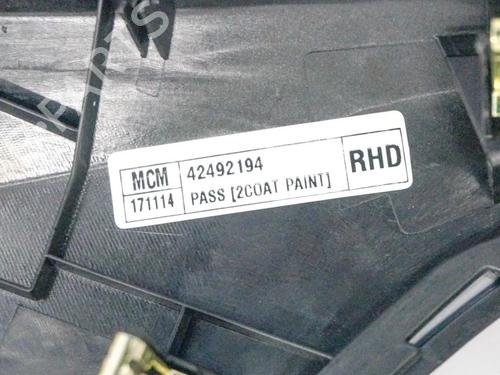 MCM 42492194 RHD
171114 PASS [2COAT PAINT]